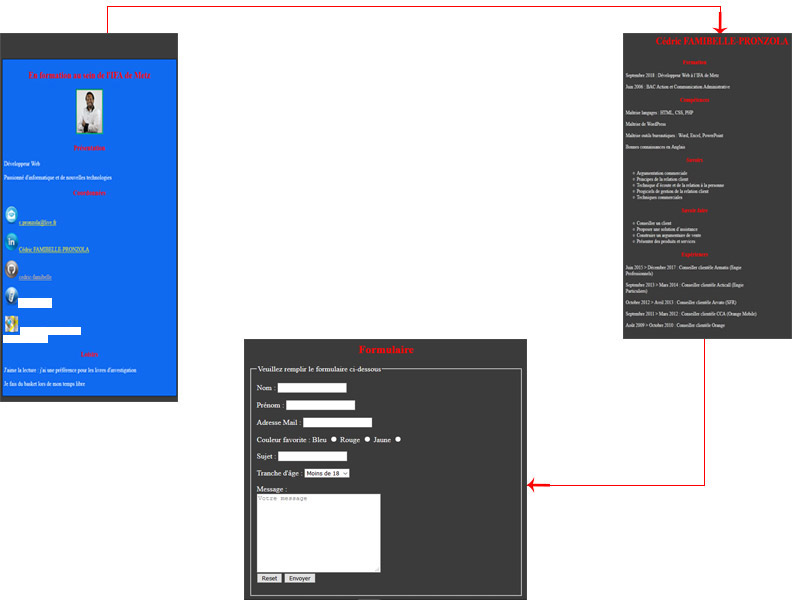 En formation au sein de l'IFA de Metz
Développeur Web
Passionné d'informatique et de nouvelles technologies
c.pronzola@live.fr
Cédric FAMIBELLE-PRONZOLA
cedric-famibelle
Loisirs
J'aime la lecture : j'ai une préférence pour les livres d'investigation
Je fais du basket lors de mon temps libre
Formulaire
Veuillez remplir le formulaire ci-dessous
Nom :
Prénom :
Adresse Mail :
Couleur favorite : Bleu Rouge Jaune
Sujet :
Tranche d'âge : Moins de 18
Message :
Votre message
Reset Envoyer
Cédric FAMIBELLE-PRONZOLA
Formation
Septembre 2018 : Développeur Web à l'IFA de Metz
Juin 2006 : BAC Action et Communication Administrative
Maîtrise langages : HTML, CSS, PHP
Maîtrise de WordPress
Maîtrise outils bureautiques : Word, Excel, PowerPoint
Bonnes connaissances en Anglais
Savoirs
Argumentation commerciale
Principes de la relation client
Technique d'écoute et de la relation à la personne
Progiciels de gestion de la relation client
Techniques commerciales
Savoir-faire
Conseiller un client
Proposer une solution d'assistance
Construire un argumentaire de vente
Présenter des produits et services
Expérience
Juin 2015 > Décembre 2017 : Conseiller clientèle Armatis (Engie
Professionnels)
Septembre 2013 > Mars 2014 : Conseiller clientèle Acticall (Engie
Particuliers)
Octobre 2012 > Avril 2013 : Conseiller clientèle Arvato (SFR)
Septembre 2011 > Mars 2012 : Conseiller clientèle CCA (Orange Mobile)
Août 2009 > Octobre 2010 : Conseiller clientèle Orange